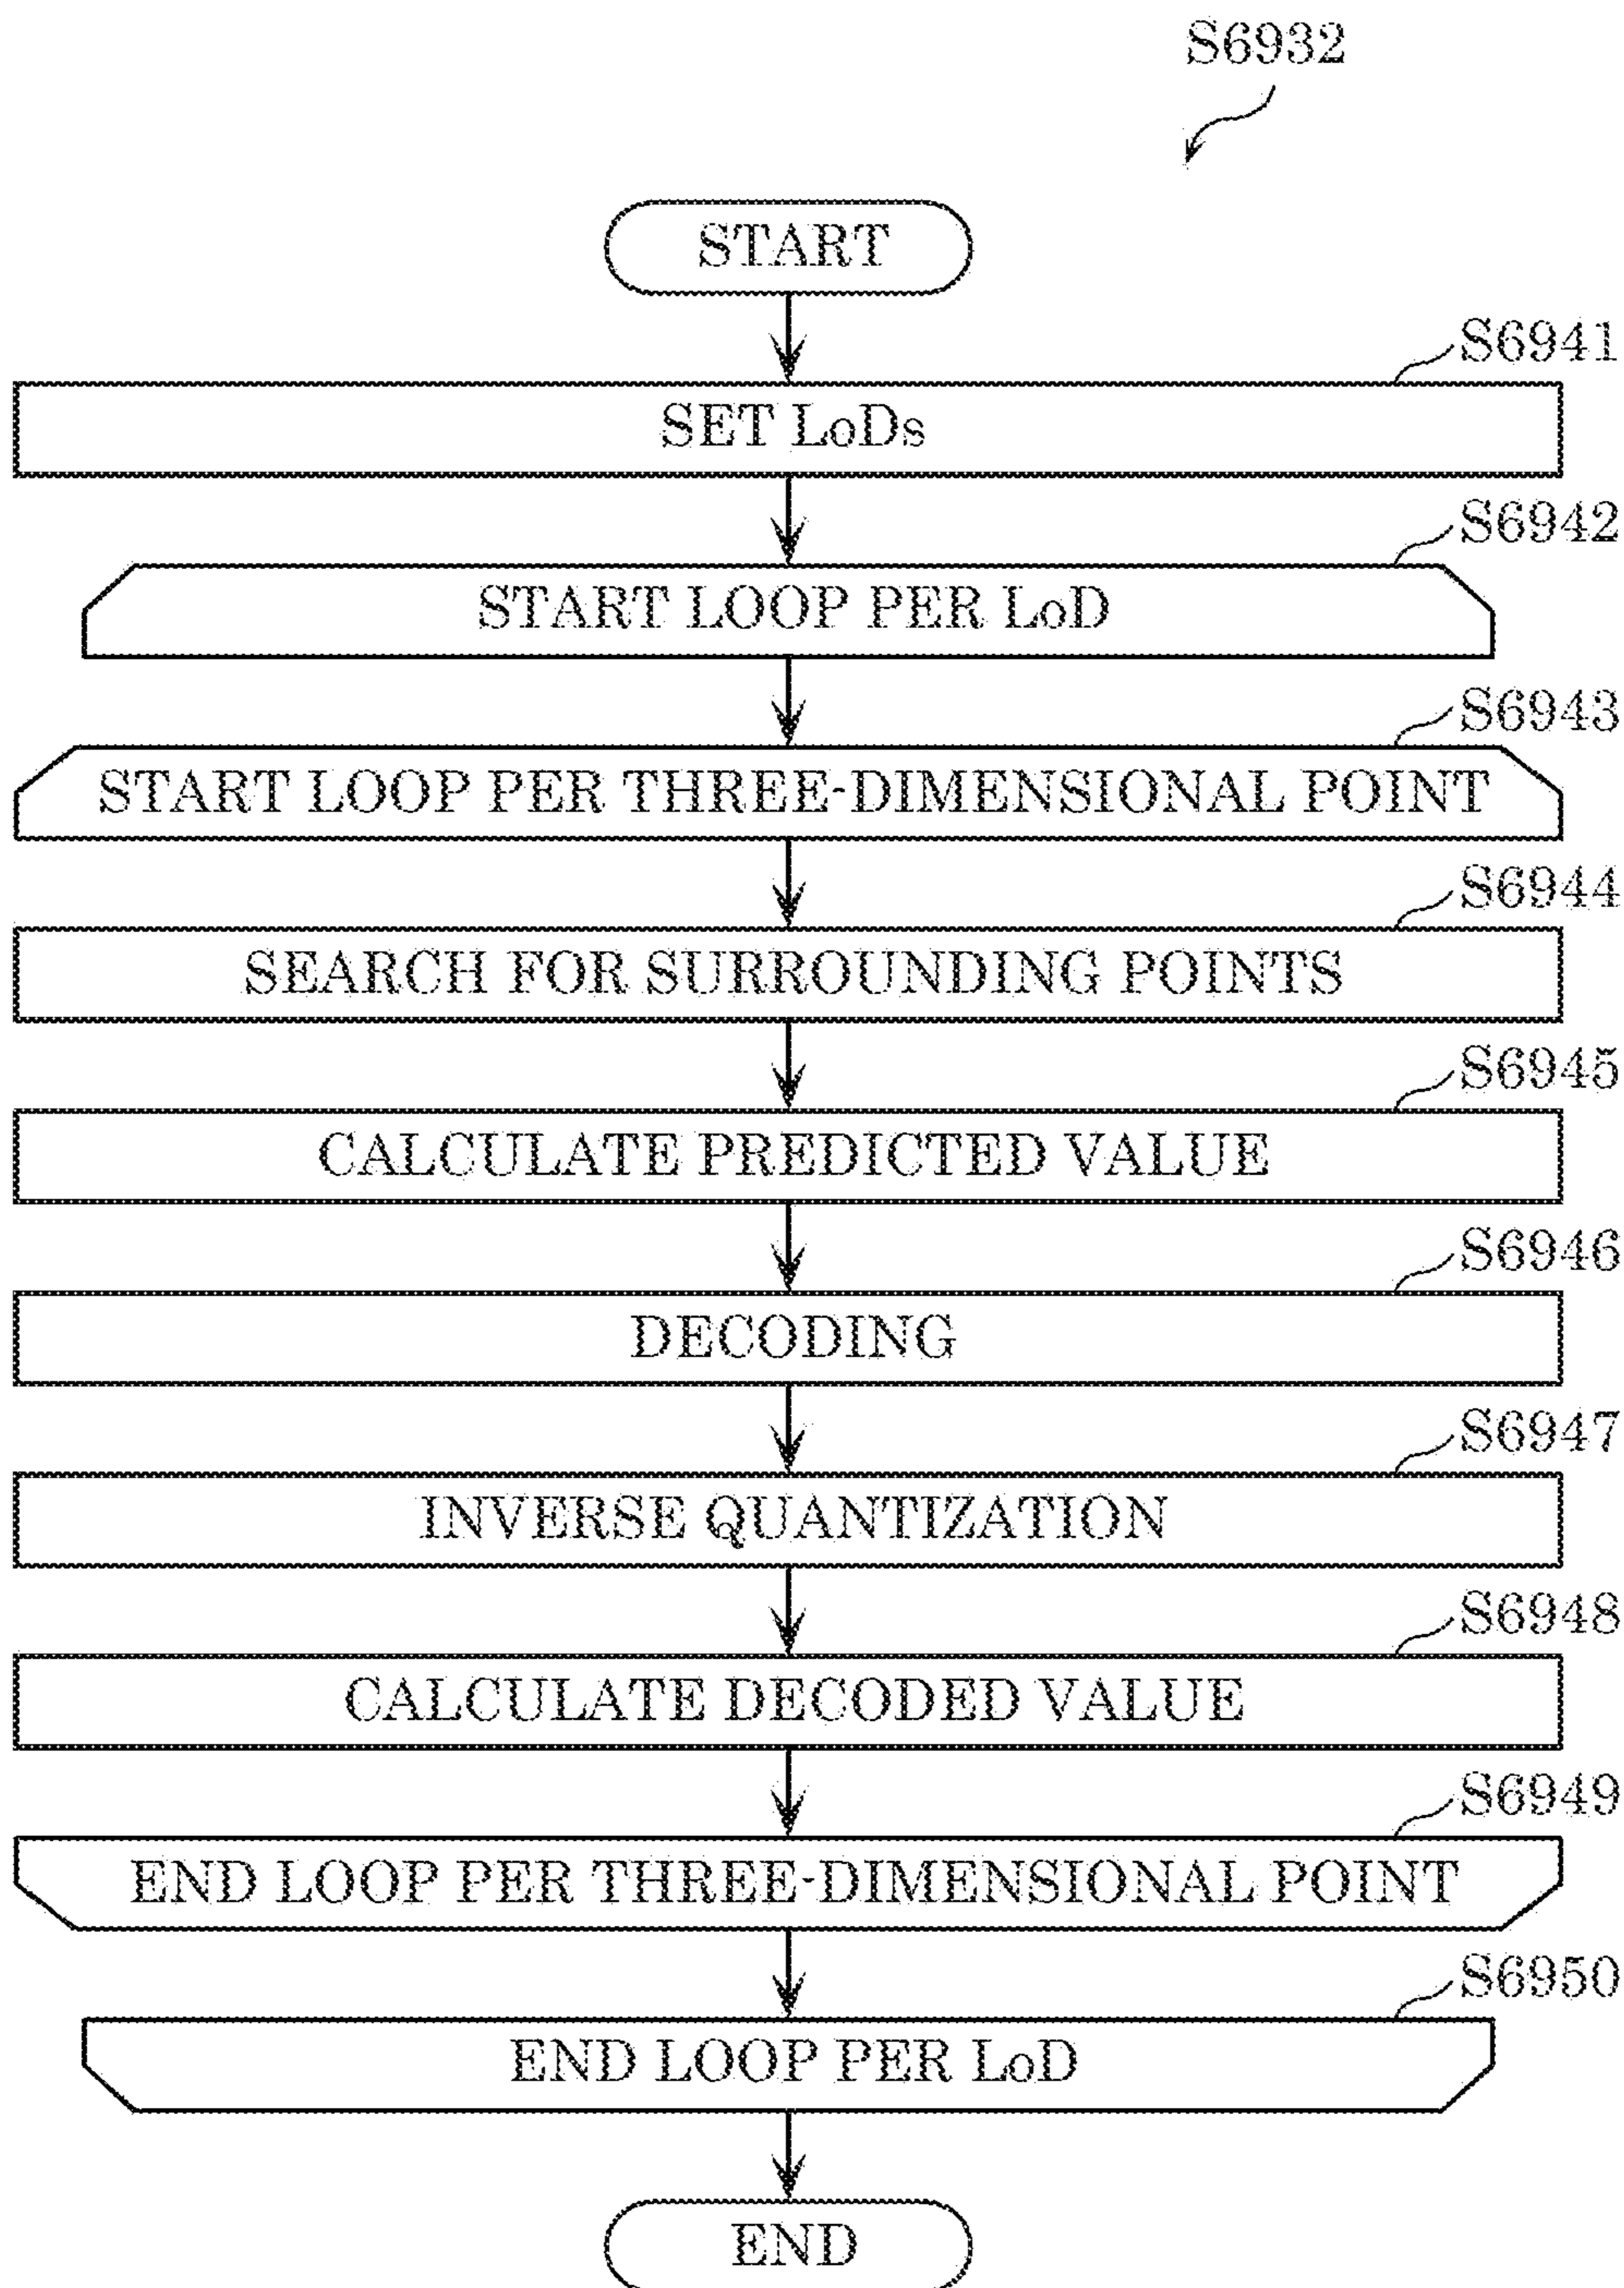 S6932
START
S6941
SET LoDs
S6942
START LOOP PER LoD
S6943
START LOOP PER THREE-DIMENSIONAL POINT
S6944
SEARCH FOR SURROUNDING POINTS
S6945
CALCULATE PREDICTED VALUE
S6946
DECODING
S6947
INVERSE QUANTIZATION
S6948
CALCULATE DECODED VALUE
S6949
END LOOP PER THREE-DIMENSIONAL POINT
S6950
END LOOP PER LoD
END